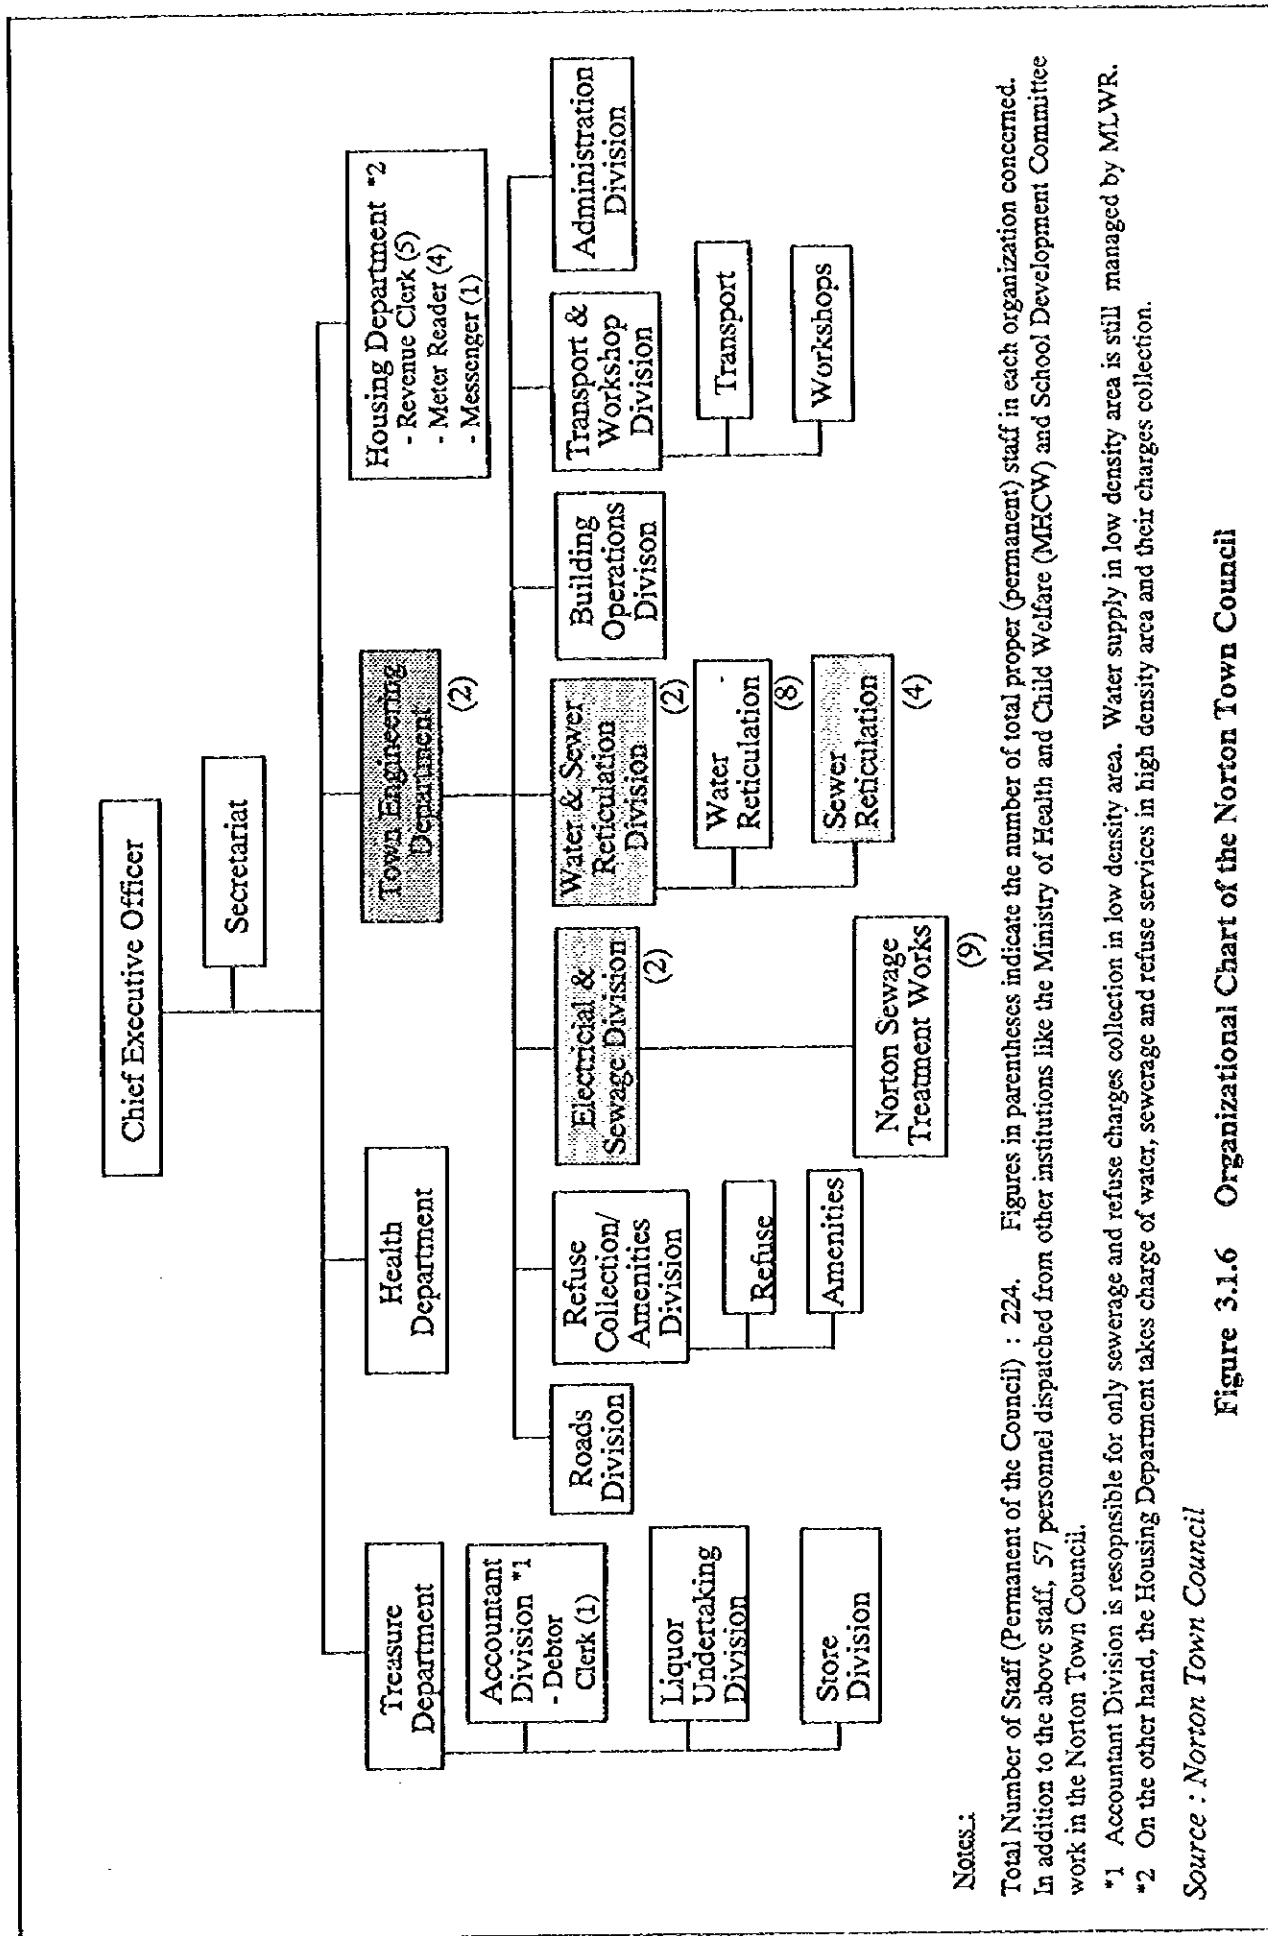 Chief Executive Officer
Secretariat
Treasure
Department
Health
Department
Town Engineering
Department
(2)
Housing Department *2
- Revenue Clerk (5)
- Meter Reader (4)
- Messenger (1)
Accountant
Division *1
- Debtor
Clerk (1)
Liquor
Undertaking
Division
Store
Division
Roads
Division
Refuse
Collection/
Amenities
Division
Refuse
Amenities
Electricial &
Sewage Division
(2)
Norton Sewage
Treatment Works
(9)
Water & Sewer
Reticulation
Division
(2)
Water
Reticulation
(8)
Sewer
Reticulation
(4)
Building
Operations
Divison
Transport &
Workshop
Division
Transport
Workshops
Administration
Division
Notes :
Total Number of Staff (Permanent of the Council) : 224. Figures in parentheses indicate the number of total proper (permanent) staff in each organization concerned.
In addition to the above staff, 57 personnel dispatched from other institutions like the Ministry of Health and Child Welfare (MHCW) and School Development Committee
work in the Norton Town Council.
*1 Accountant Division is resopnsible for only sewerage and refuse charges collection in low density area. Water supply in low density area is still managed by MLWR.
*2 On the other hand, the Housing Department takes charge of water, sewerage and refuse services in high density area and their charges collection.
Source : Norton Town Council
Figure 3.1.6 Organizational Chart of the Norton Town Council